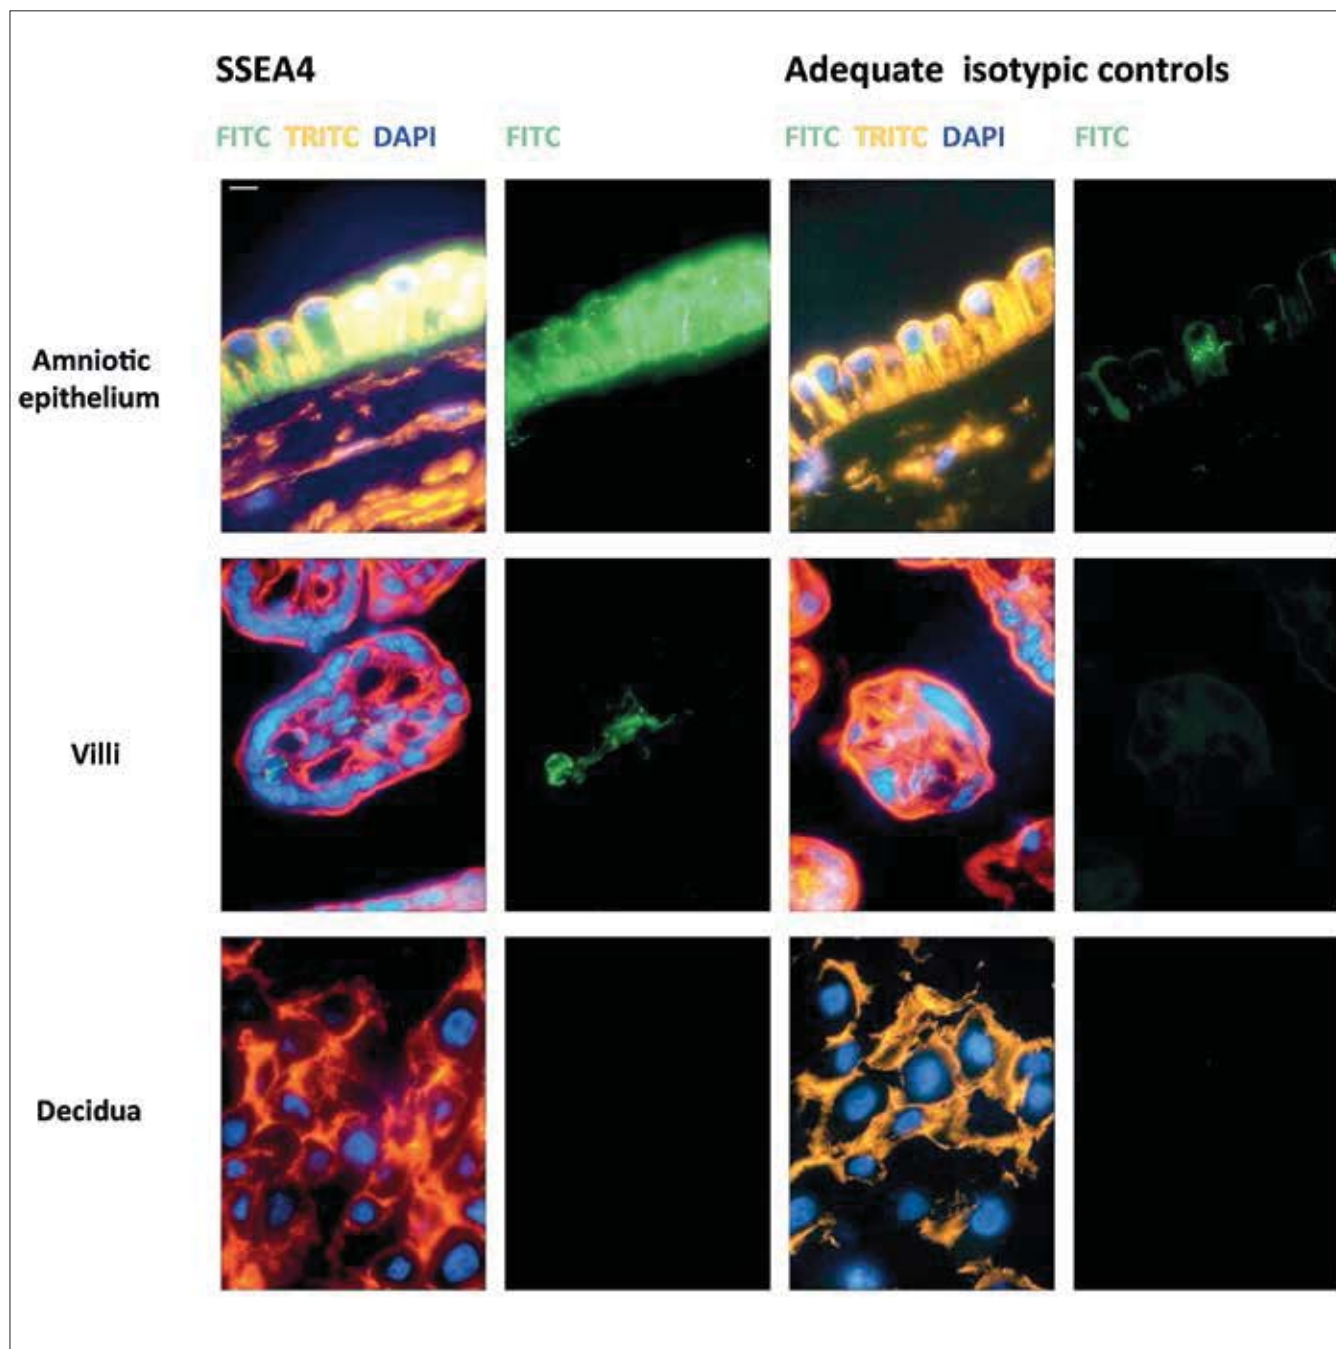 SSEA4
Adequate isotypic controls
FITC TRITC DAPI
FITC
FITC TRITC DAPI
FITC
Amniotic
epithelium
Villi
Decidua